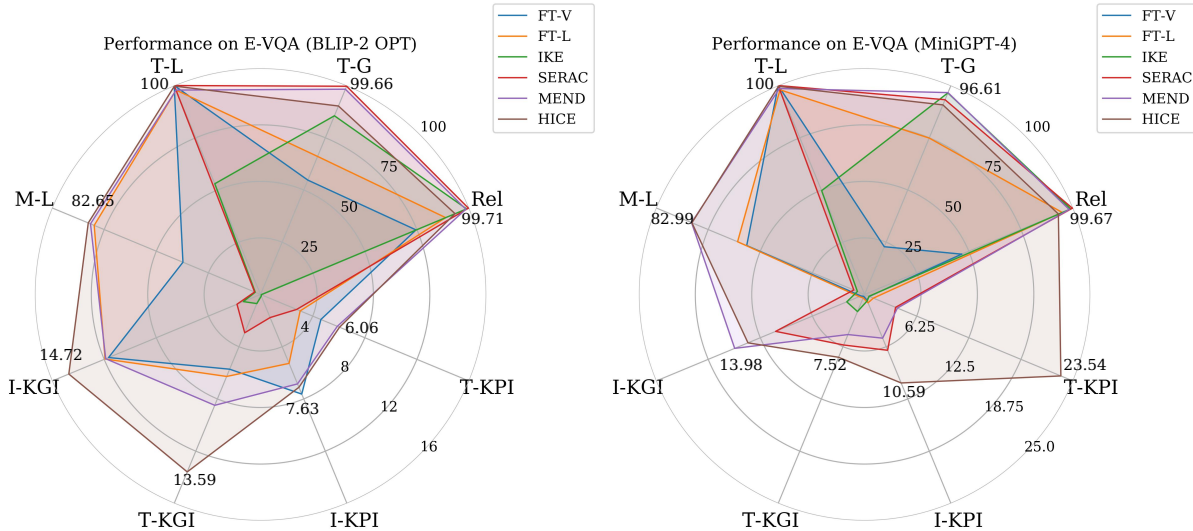 Performance on E-VQA (BLIP-2 OPT)
FT-V
FT-L
IKE
SERAC
MEND
HICE
T-L
T-G
100
99.66
100
75
Rel
M-L
82.65
50
99.71
25
4
6.06
14.72
8
I-KGI
T-KPI
7.63
12
16
13.59
T-KGI
I-KPI
Performance on E-VQA (MiniGPT-4)
FT-V
FT-L
IKE
SERAC
MEND
HICE
T-L
T-G
100
96.61
100
75
Rel
M-L
50
82.99
99.67
25
6.25
7.52
13.98
12.5
23.54
I-KGI
T-KPI
10.59
18.75
25.0
T-KGI
I-KPI